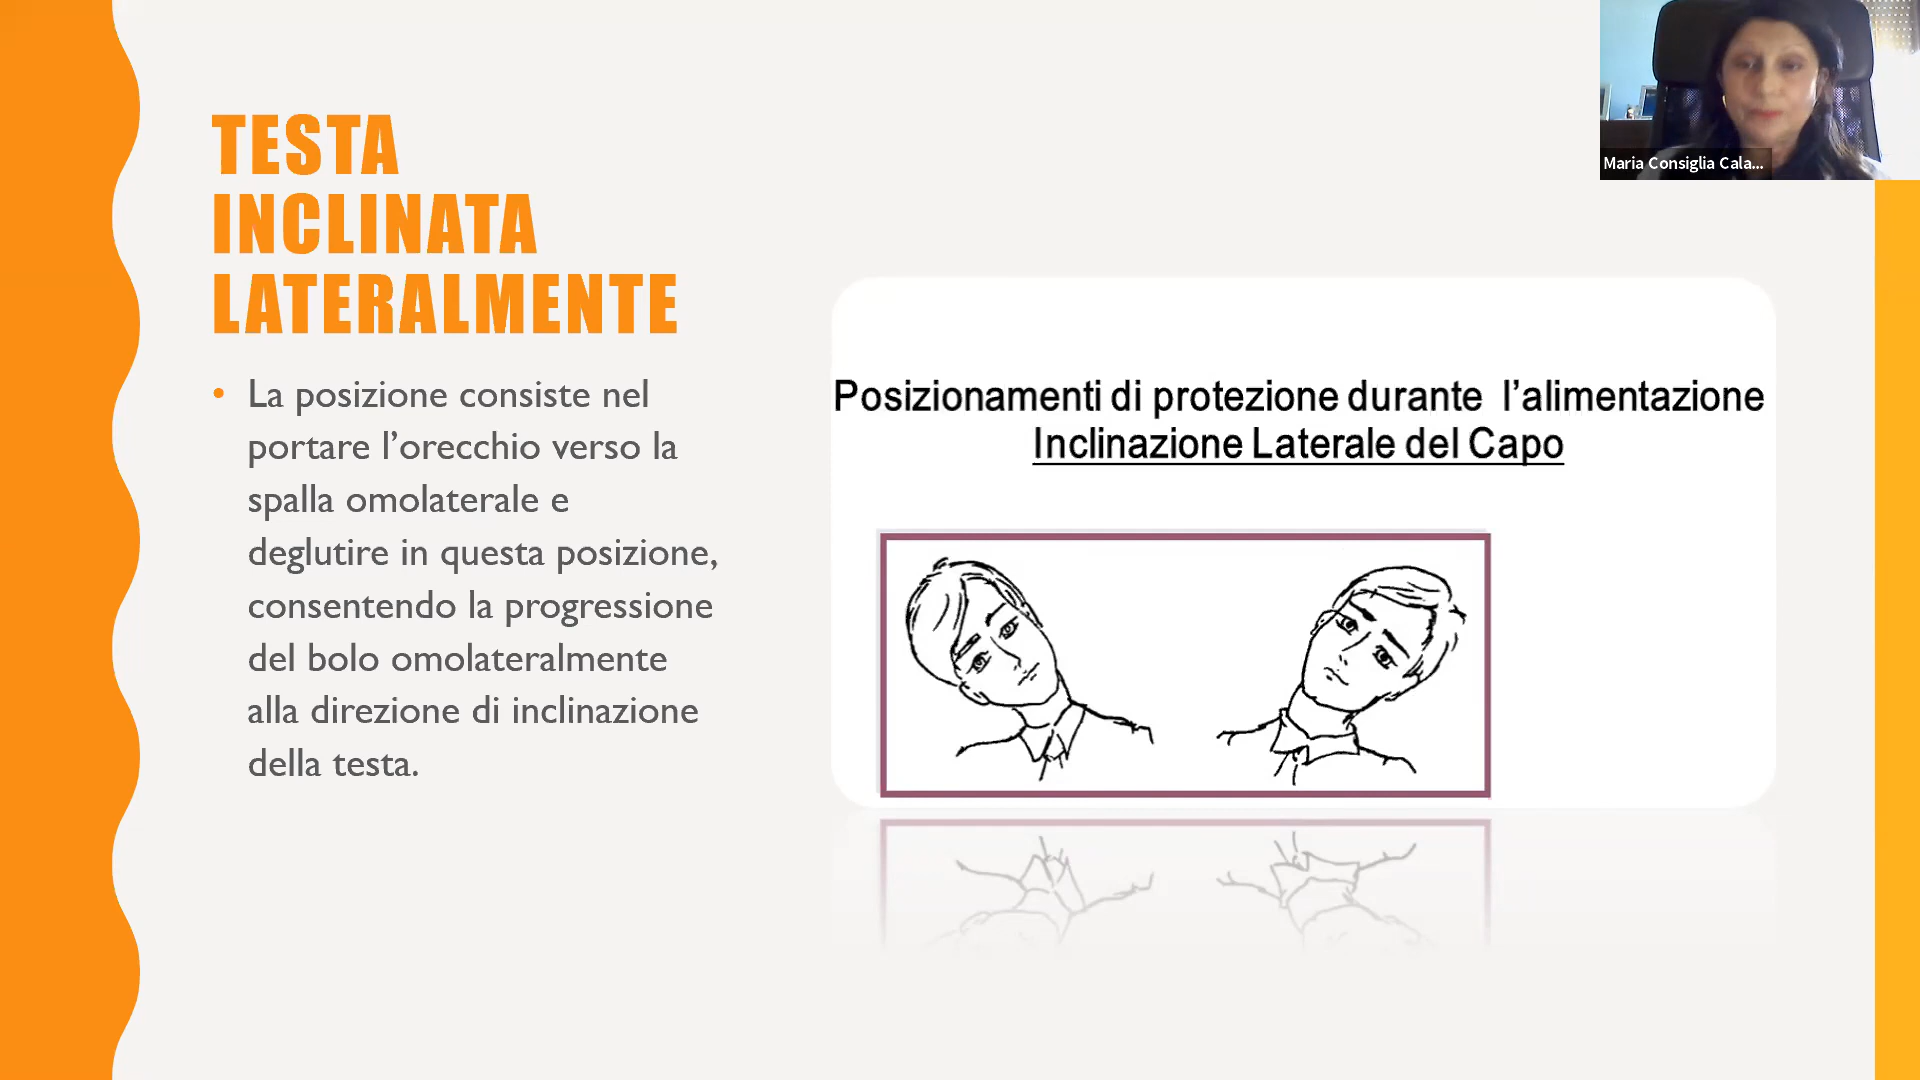 TESTA
INCLINATA
LATERALMENTE
• La posizione consiste nel
portare l’orecchio verso la
spalla omolaterale e
deglutire in questa posizione,
consentendo la progressione
del bolo omolateralmente
alla direzione di inclinazione
della testa.
Posizionamenti di protezione durante l’alimentazione
Inclinazione Laterale del Capo
Maria Consiglia Cala...